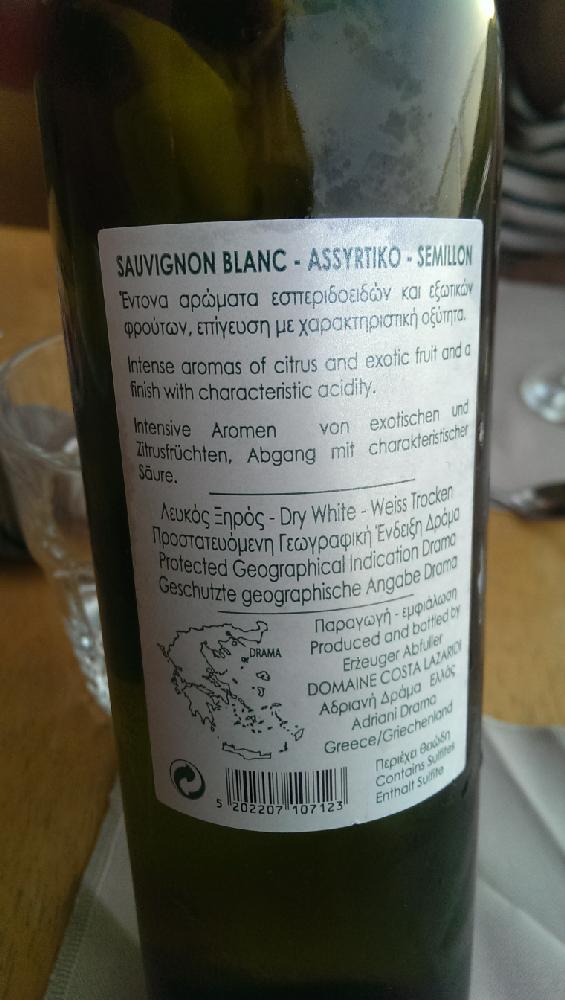 SAUVIGNON BLANC - ASSYRTIKO - SEMILLON
Έντονα αρώματα εσπεριδοειδών και εξωτικών
φρούτων, επίγευση με χαρακτηριστική οξύτητα.
Intense aromas of citrus and exotic fruit and a
finish with characteristic acidity.
Intensive Aromen von exotischen und
Zitrusfrüchten, Abgang mit charakteristischer
Säure.
Λευκός Ξηρός - Dry White - Weiss Trocken
Προστατευόμενη Γεωγραφική Ένδειξη Δράμα
Protected Geographical Indication Drama
Geschutzte geographische Angabe Drama
DRAMA
Παραγωγή - εμφιάλωση
Produced and bottled by
Erzeuger Abfuller
DOMAINE COSTA LAZARIDI
Αδριανή Δράμα Ελλάς
Adriani Drama
Greece/Griechenland
Περιέχει θειώδη
Contains Sulfites
Enthalt Sulfite
5 202207 107123